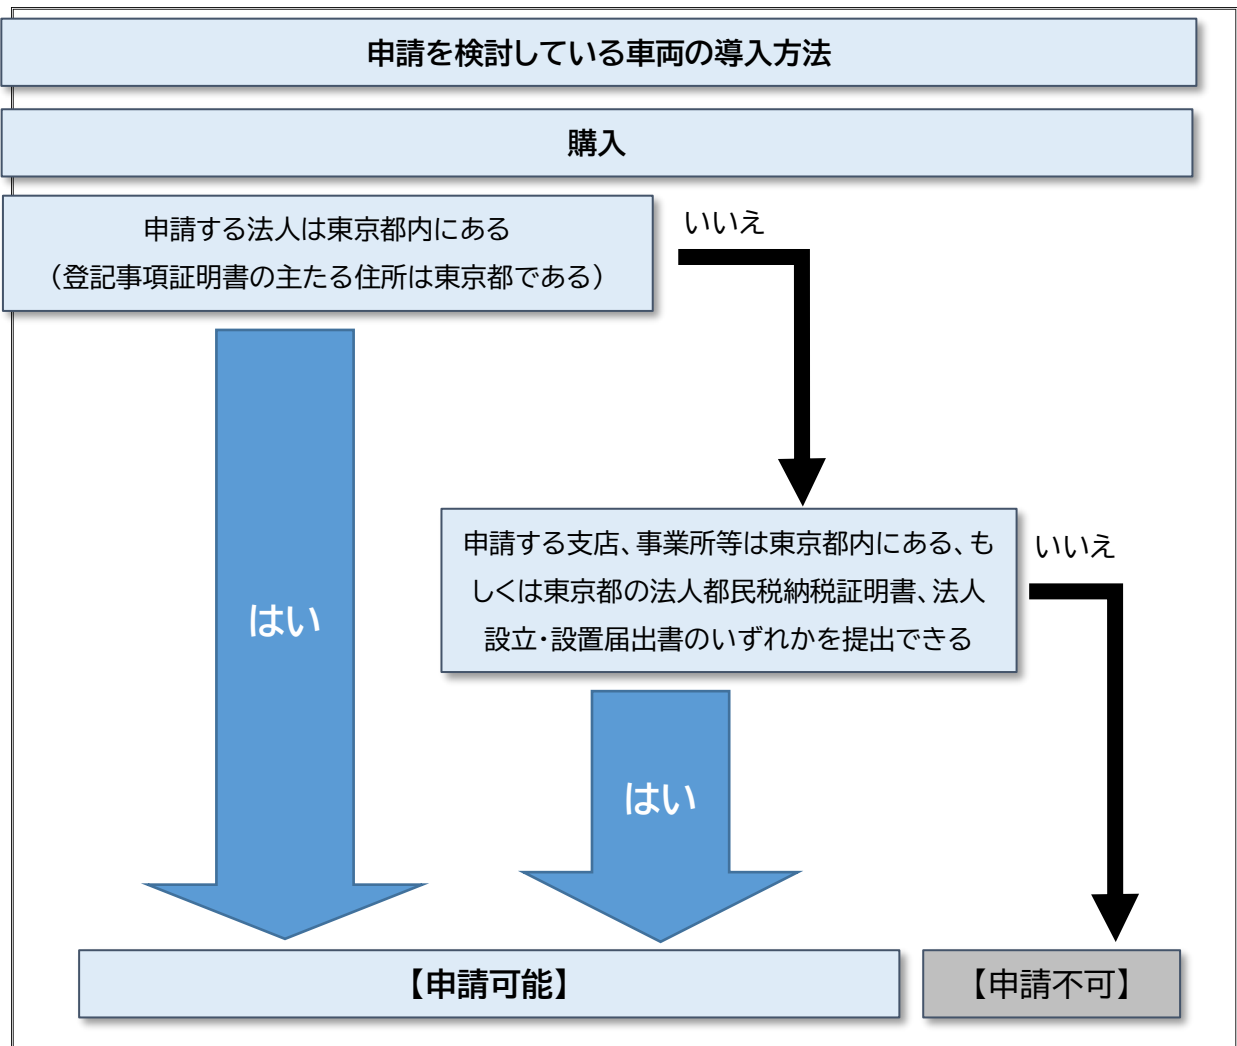 申請を検討している車両の導入方法
購入
申請する法人は東京都内にある
（登記事項証明書の主たる住所は東京都である）
いいえ
申請する支店、事業所等は東京都内にある、も
しくは東京都の法人都民税納税証明書、法人
設立・設置届出書のいずれかを提出できる
いいえ
はい
はい
【申請可能】
【申請不可】